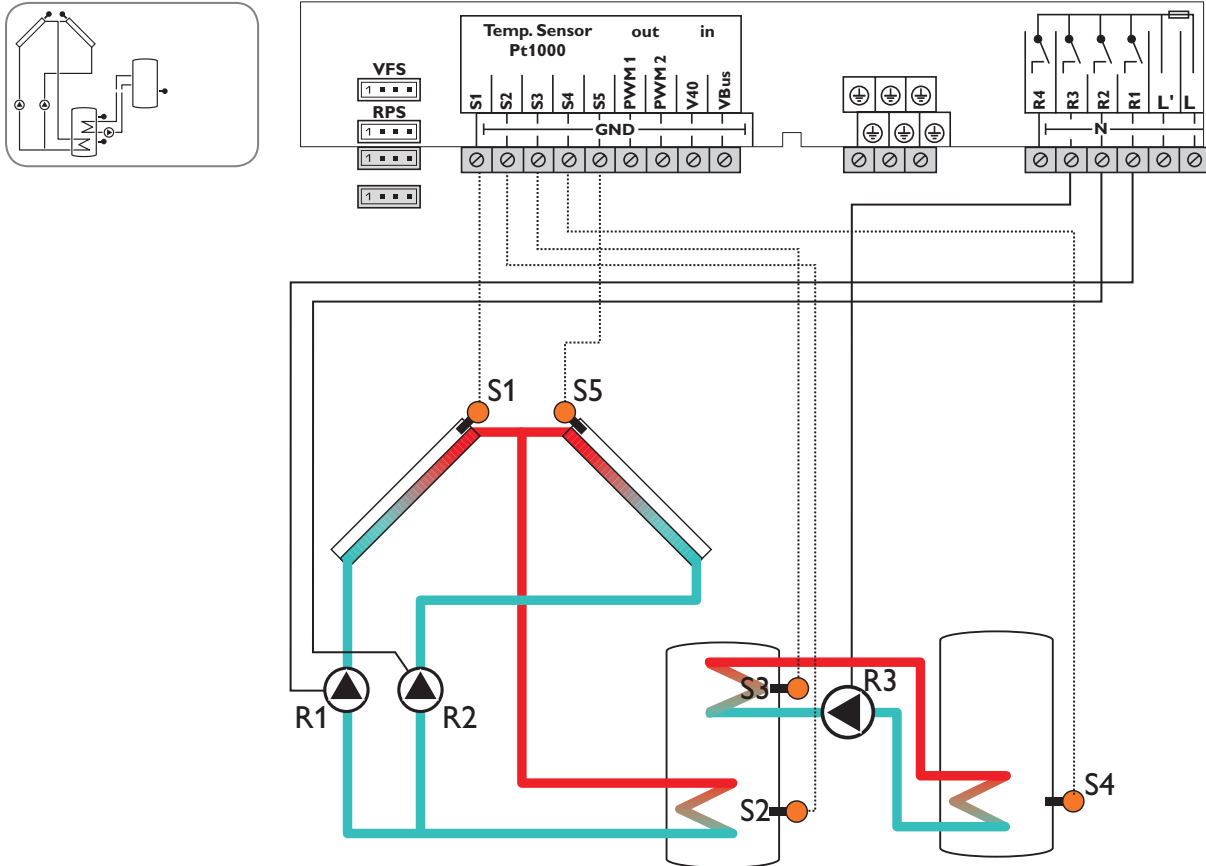 Temp. Sensor out in
Pt1000
VFS
1
RPS
1
1
1
S1 S2 S3 S4 S5 PWM 1 PWM 2 V40 VBus
GND
R4 R3 R2 R1 L' L
N
S1 S5
R1 R2
S3 R3
S2 S4